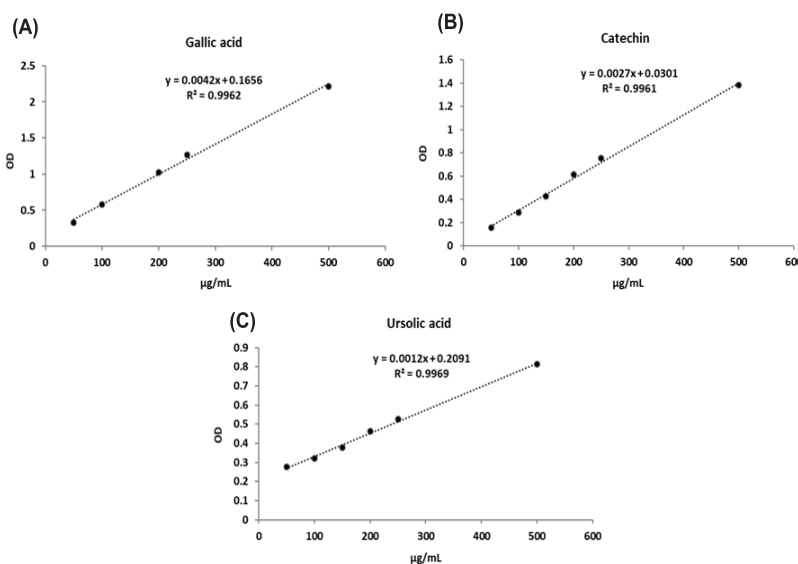 (A)
Gallic acid
y = 0.0042x + 0.1656
R² = 0.9962
2.5
2
1.5
1
0.5
0
OD
0 100 200 300 400 500 600
µg/mL
(B)
Catechin
y = 0.0027x + 0.0301
R² = 0.9961
1.6
1.4
1.2
1
0.8
0.6
0.4
0.2
0
OD
0 100 200 300 400 500 600
µg/mL
(C)
Ursolic acid
y = 0.0012x + 0.2091
R² = 0.9969
0.9
0.8
0.7
0.6
0.5
0.4
0.3
0.2
0.1
0
OD
0 100 200 300 400 500 600
µg/mL